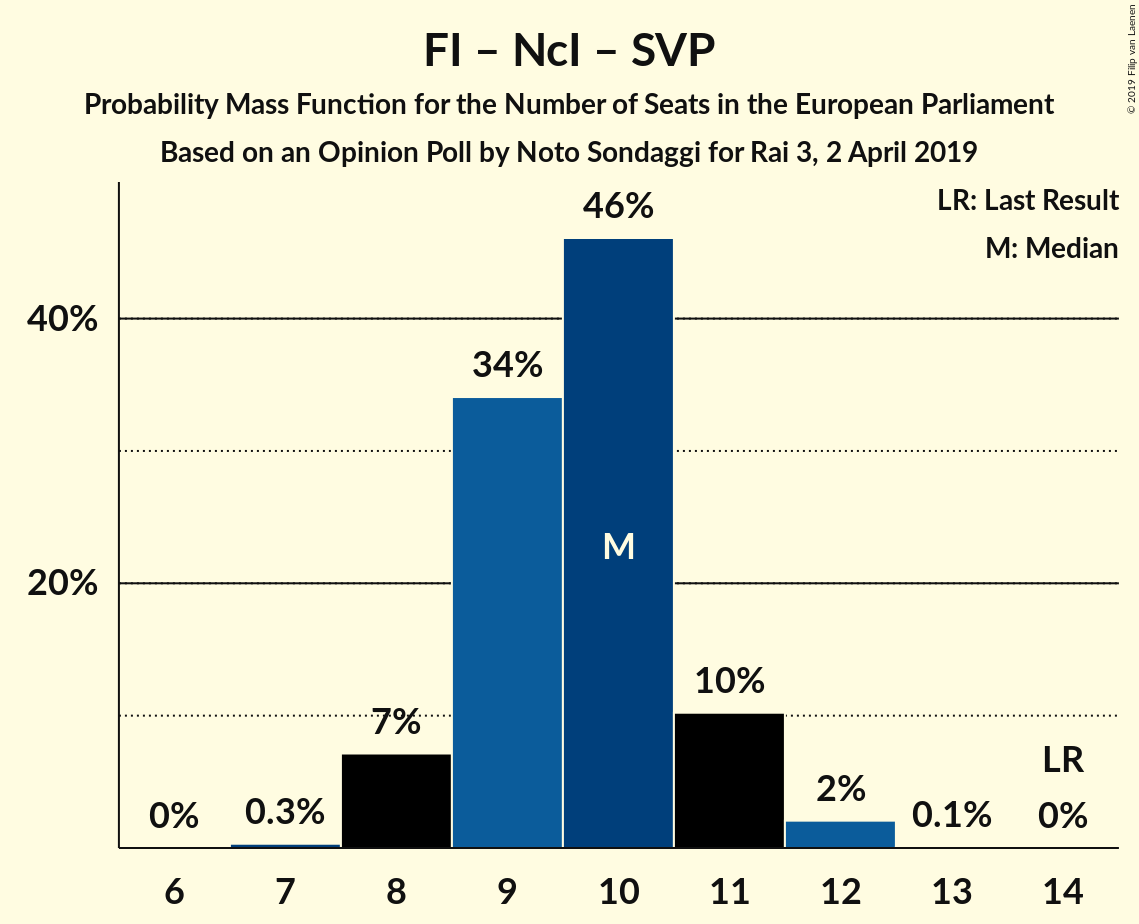 FI – NcI – SVP
Probability Mass Function for the Number of Seats in the European Parliament
Based on an Opinion Poll by Noto Sondaggi for Rai 3, 2 April 2019
© 2019 Filip van Laenen
LR: Last Result
M: Median
46%
40%
34%
M
20%
10%
7%
LR
2%
0%
0.3%
0.1%
0%
6 7 8 9 10 11 12 13 14